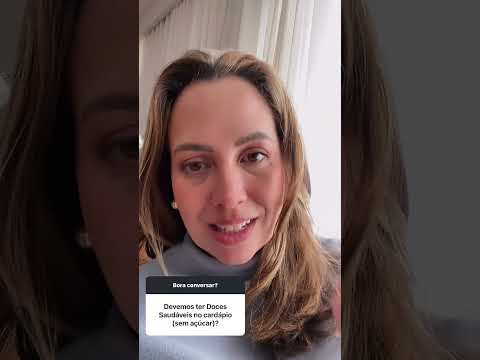 Bora conversar?
Devemos ter Doces
Saudáveis no cardápio
(sem açúcar)?